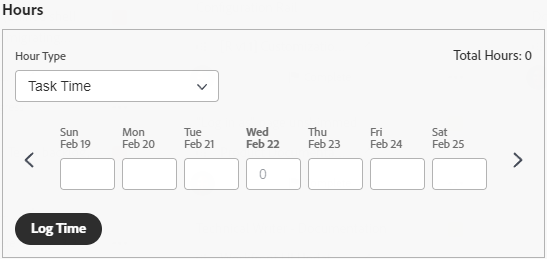 Hours
Hour Type
Total Hours: 0
Task Time
Sun Mon Tue Wed Thu Fri Sat
Feb 19 Feb 20 Feb 21 Feb 22 Feb 23 Feb 24 Feb 25
0
Log Time